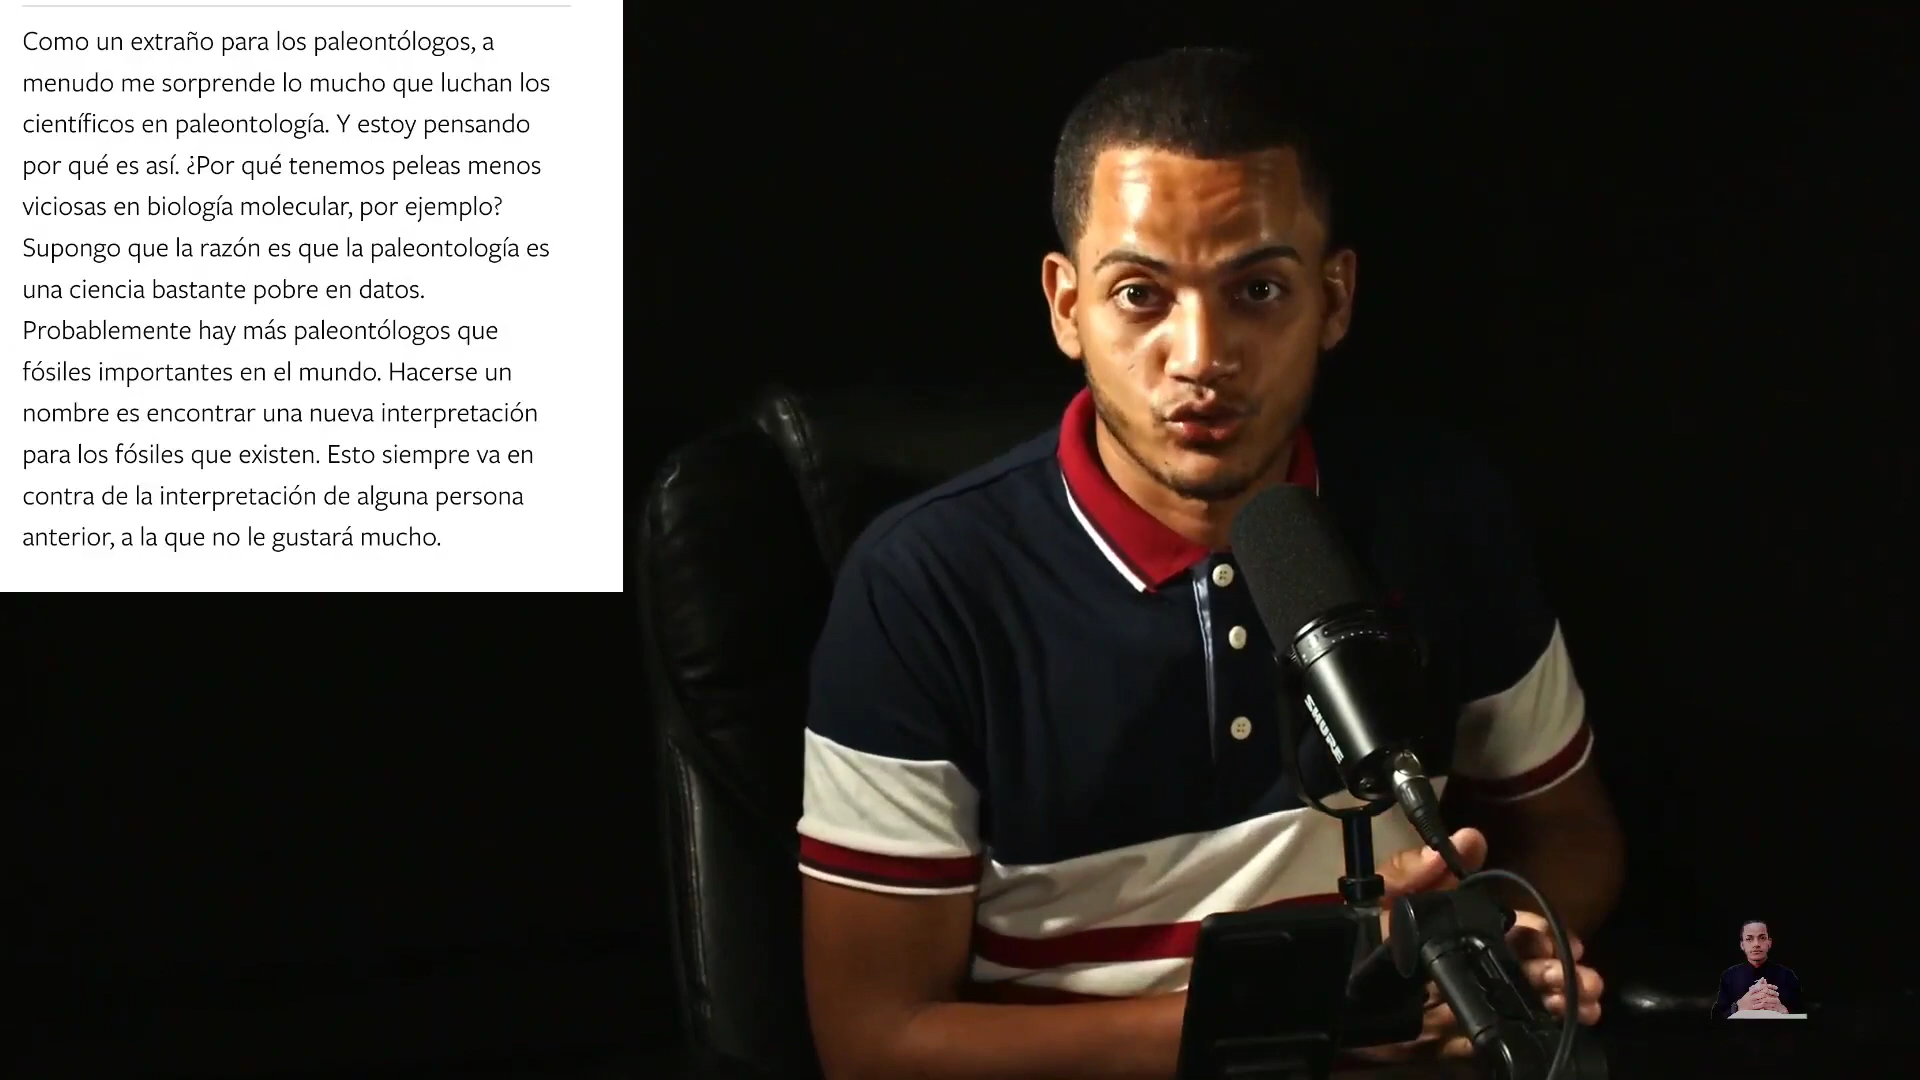 Como un extraño para los paleontólogos, a
menudo me sorprende lo mucho que luchan los
científicos en paleontología. Y estoy pensando
por qué es así. ¿Por qué tenemos peleas menos
viciosas en biología molecular, por ejemplo?
Supongo que la razón es que la paleontología es
una ciencia bastante pobre en datos.
Probablemente hay más paleontólogos que
fósiles importantes en el mundo. Hacerse un
nombre es encontrar una nueva interpretación
para los fósiles que existen. Esto siempre va en
contra de la interpretación de alguna persona
anterior, a la que no le gustará mucho.
SHURE